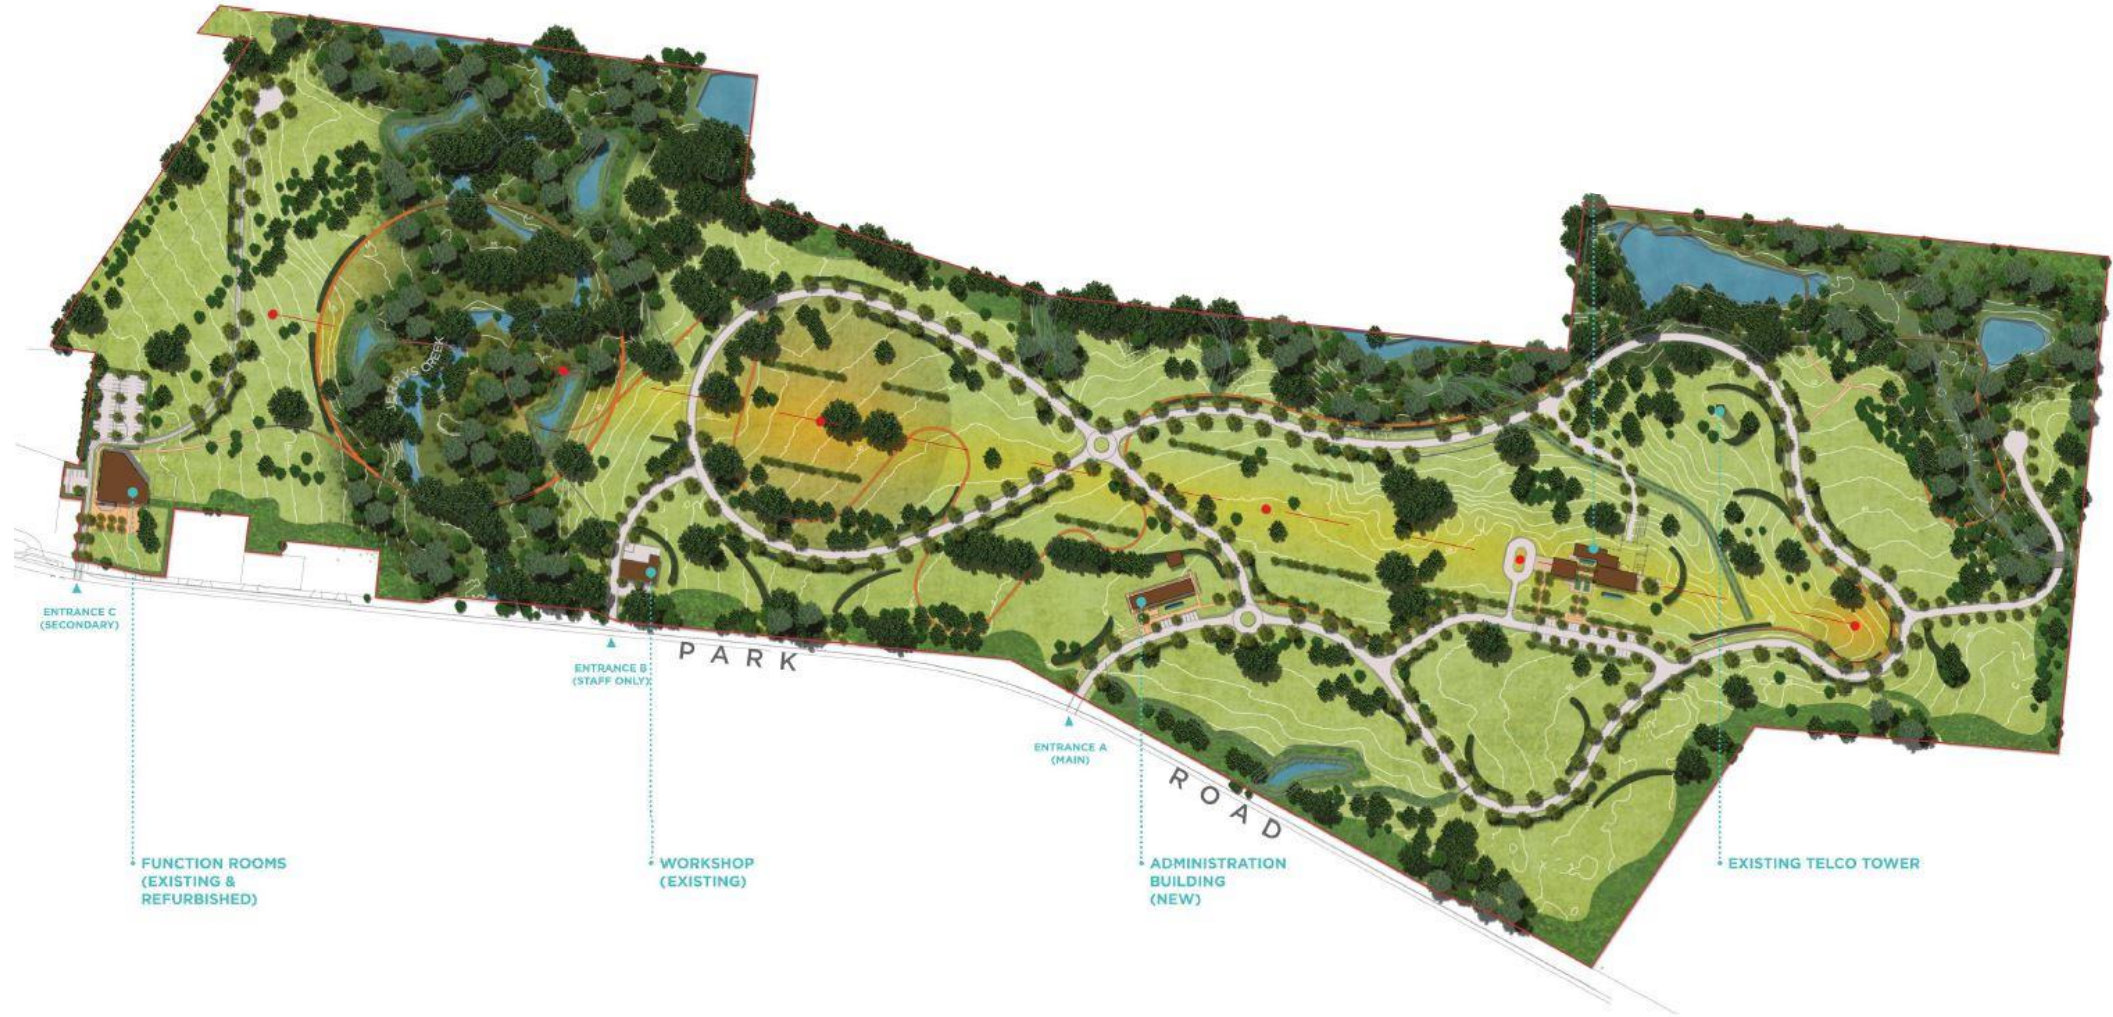 ENTRANCE C
(SECONDARY)
ENTRANCE B
(STAFF ONLY)
PARK
ENTRANCE A
(MAIN)
ROAD
FUNCTION ROOMS
(EXISTING &
REFURBISHED)
WORKSHOP
(EXISTING)
ADMINISTRATION
BUILDING
(NEW)
EXISTING TELCO TOWER
CREEK